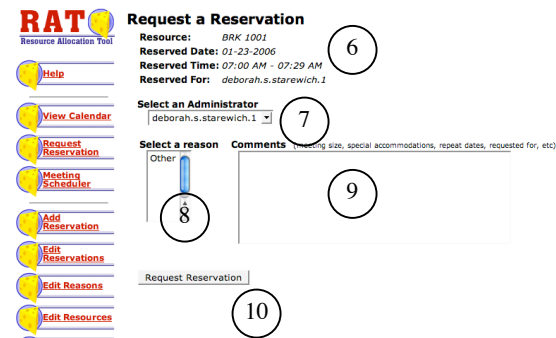 RAT
Resource Allocation Tool
Help
View Calendar
Request
Reservation
Meeting
Scheduler
Add
Reservation
Edit
Reservations
Edit Reasons
Edit Resources
Request a Reservation
Resource: BRK 1001
Reserved Date: 01-23-2006
Reserved Time: 07:00 AM - 07:29 AM
Reserved For: deborah.s.starewich.1
6
Select an Administrator
deborah.s.starewich.1
7
Select a reason Comments (meeting size, special accommodations, repeat dates, requested for, etc)
Other
8
9
Request Reservation
10